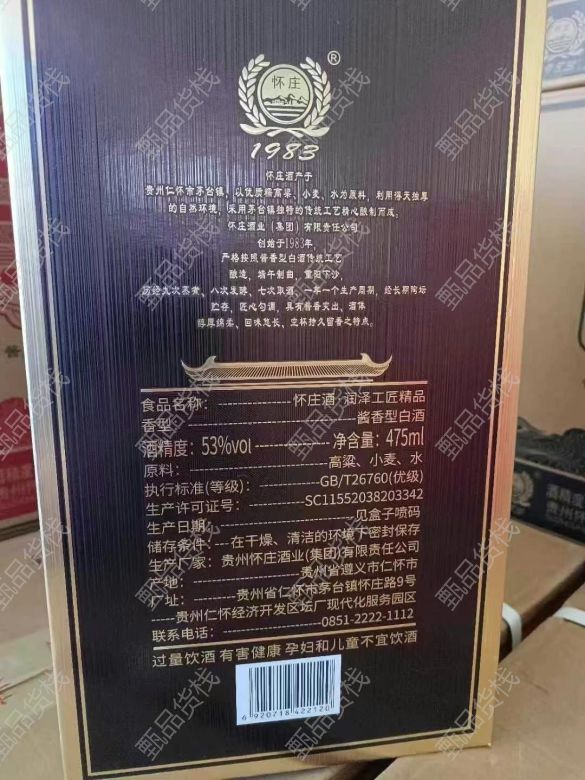 怀庄
®
1983
怀庄酒产于
贵州仁怀市茅台镇，以优质糯高粱、小麦、水为原料，利用得天独厚
的自然环境，采用茅台镇独特的传统工艺精心酿制而成。
怀庄酒业（集团）有限责任公司
创始于1983年，
严格按照酱香型白酒传统工艺
酿造，端午制曲，重阳下沙，
历经九次蒸煮、八次发酵、七次取酒，一年一个生产周期，经长期陶坛
贮存，匠心勾调，具有酱香突出、酒体
醇厚绵柔、回味悠长、空杯持久留香之特点。
食品名称：----------------怀庄酒·润泽工匠精品
香型：----------------酱香型白酒
酒精度：53%vol----------------净含量：475ml
原料：----------------高粱、小麦、水
执行标准(等级)：----------------GB/T26760(优级)
生产许可证号：----------------SC11552038203342
生产日期：----------------见盒子喷码
储存条件：---在干燥、清洁的环境下密封保存
生产厂家：贵州怀庄酒业(集团)有限责任公司
产地：----------------贵州省遵义市仁怀市
厂址：---------贵州省仁怀市茅台镇怀庄路9号
-----贵州仁怀经济开发区坛厂现代化服务园区
联系电话：----------------0851-2222-1112
过量饮酒 有害健康 孕妇和儿童不宜饮酒
6 920718 422120
甄品货栈